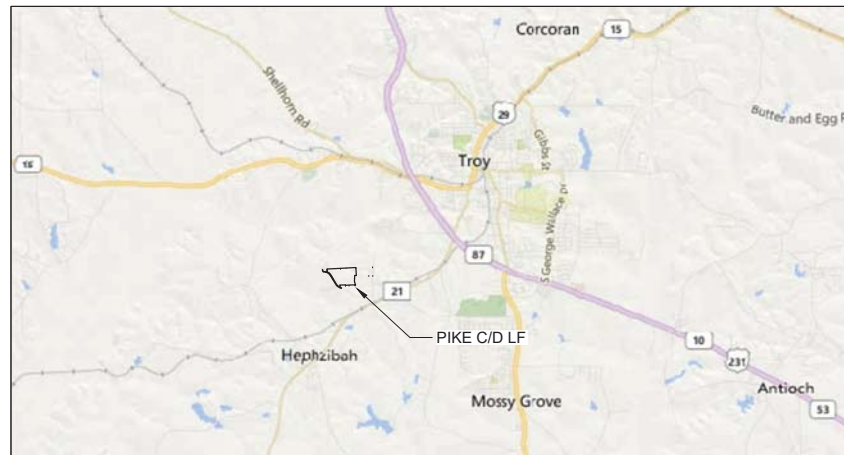 Corcoran
15
Shellhorn Rd
29
Gibbs St
Butter and Egg R
Troy
S George Wallace Dr
87
21
PIKE C/D LF
Hephzibah
10
231
Antioch
Mossy Grove
53